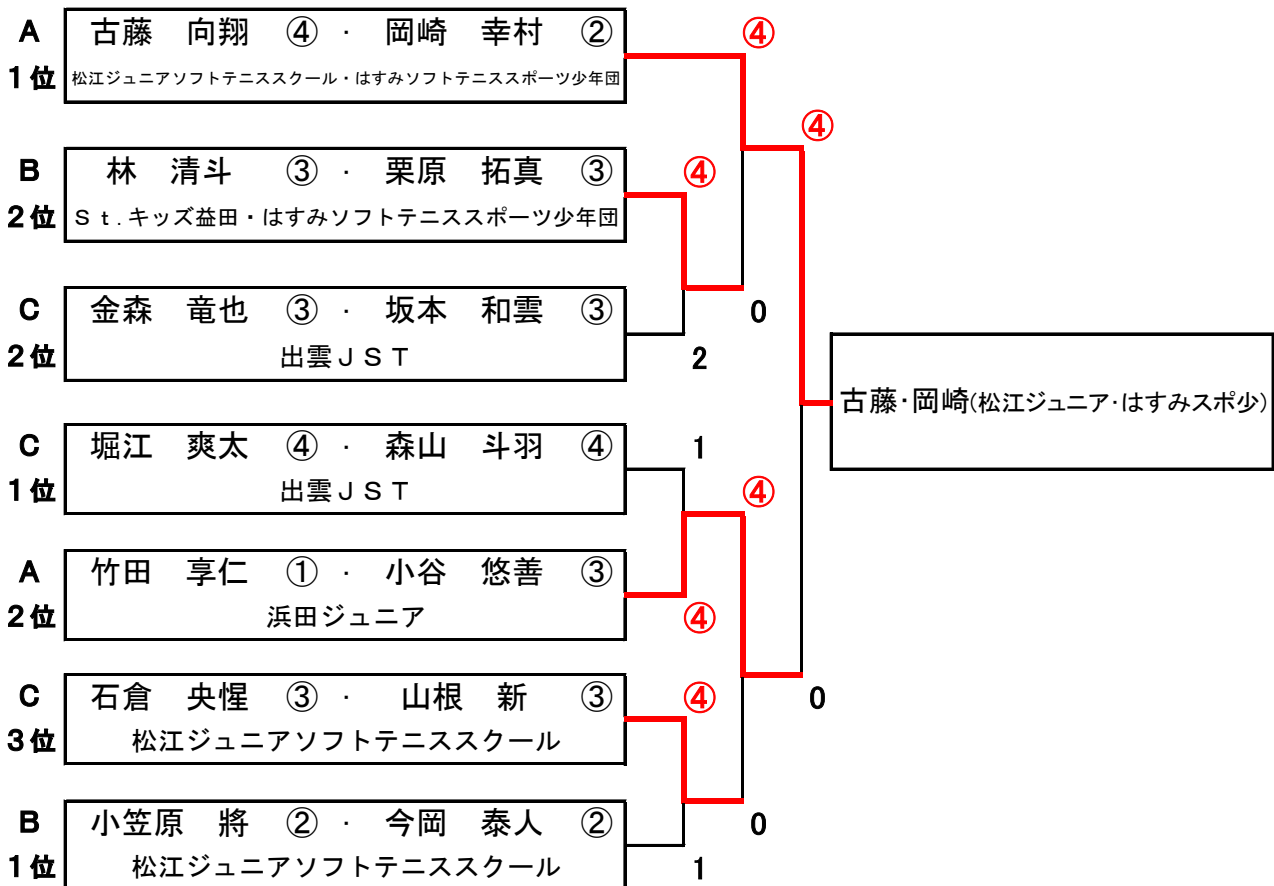 A
1位
古藤 向翔 ④ ・ 岡崎 幸村 ②
松江ジュニアソフトテニススクール・はすみソフトテニススポーツ少年団
④
④
B
2位
林 清斗 ③ ・ 栗原 拓真 ③
Ｓｔ.キッズ益田・はすみソフトテニススポーツ少年団
④
0
C
2位
金森 竜也 ③ ・ 坂本 和雲 ③
出雲ＪＳＴ
2
古藤・岡崎(松江ジュニア・はすみスポ少)
C
1位
堀江 爽太 ④ ・ 森山 斗羽 ④
出雲ＪＳＴ
1
④
A
2位
竹田 享仁 ① ・ 小谷 悠善 ③
浜田ジュニア
④
0
C
3位
石倉 央惺 ③ ・ 山根 新 ③
松江ジュニアソフトテニススクール
④
0
B
1位
小笠原 將 ② ・ 今岡 泰人 ②
松江ジュニアソフトテニススクール
1